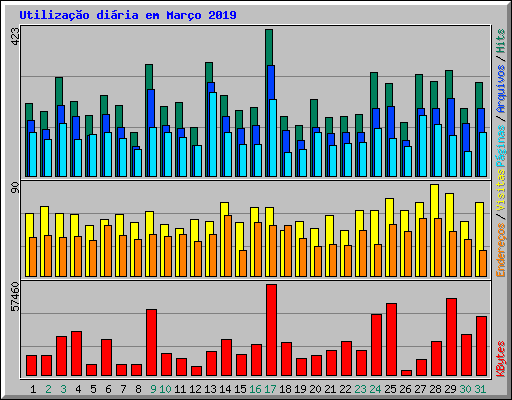 Utilização diária em Março 2019
423
90
57460
Endereços / Visitas Páginas / Arquivos / Hits
KBytes
1 2 3 4 5 6 7 8 9 10 11 12 13 14 15 16 17 18 19 20 21 22 23 24 25 26 27 28 29 30 31